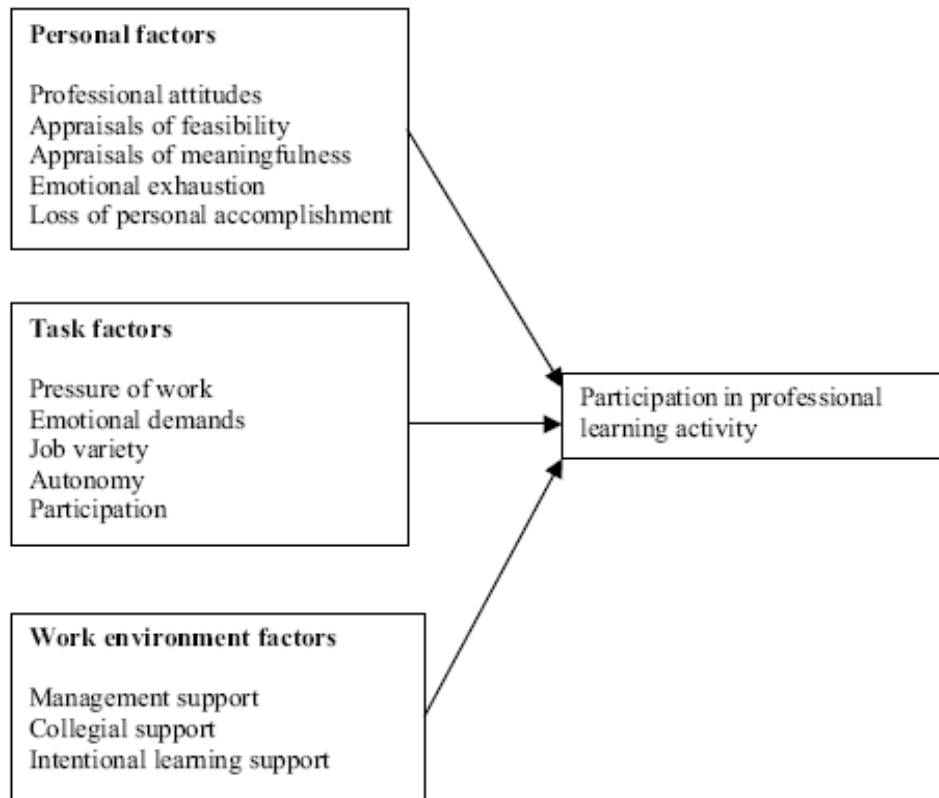 Personal factors
Professional attitudes
Appraisals of feasibility
Appraisals of meaningfulness
Emotional exhaustion
Loss of personal accomplishment
Task factors
Pressure of work
Emotional demands
Job variety
Autonomy
Participation
Participation in professional
learning activity
Work environment factors
Management support
Collegial support
Intentional learning support